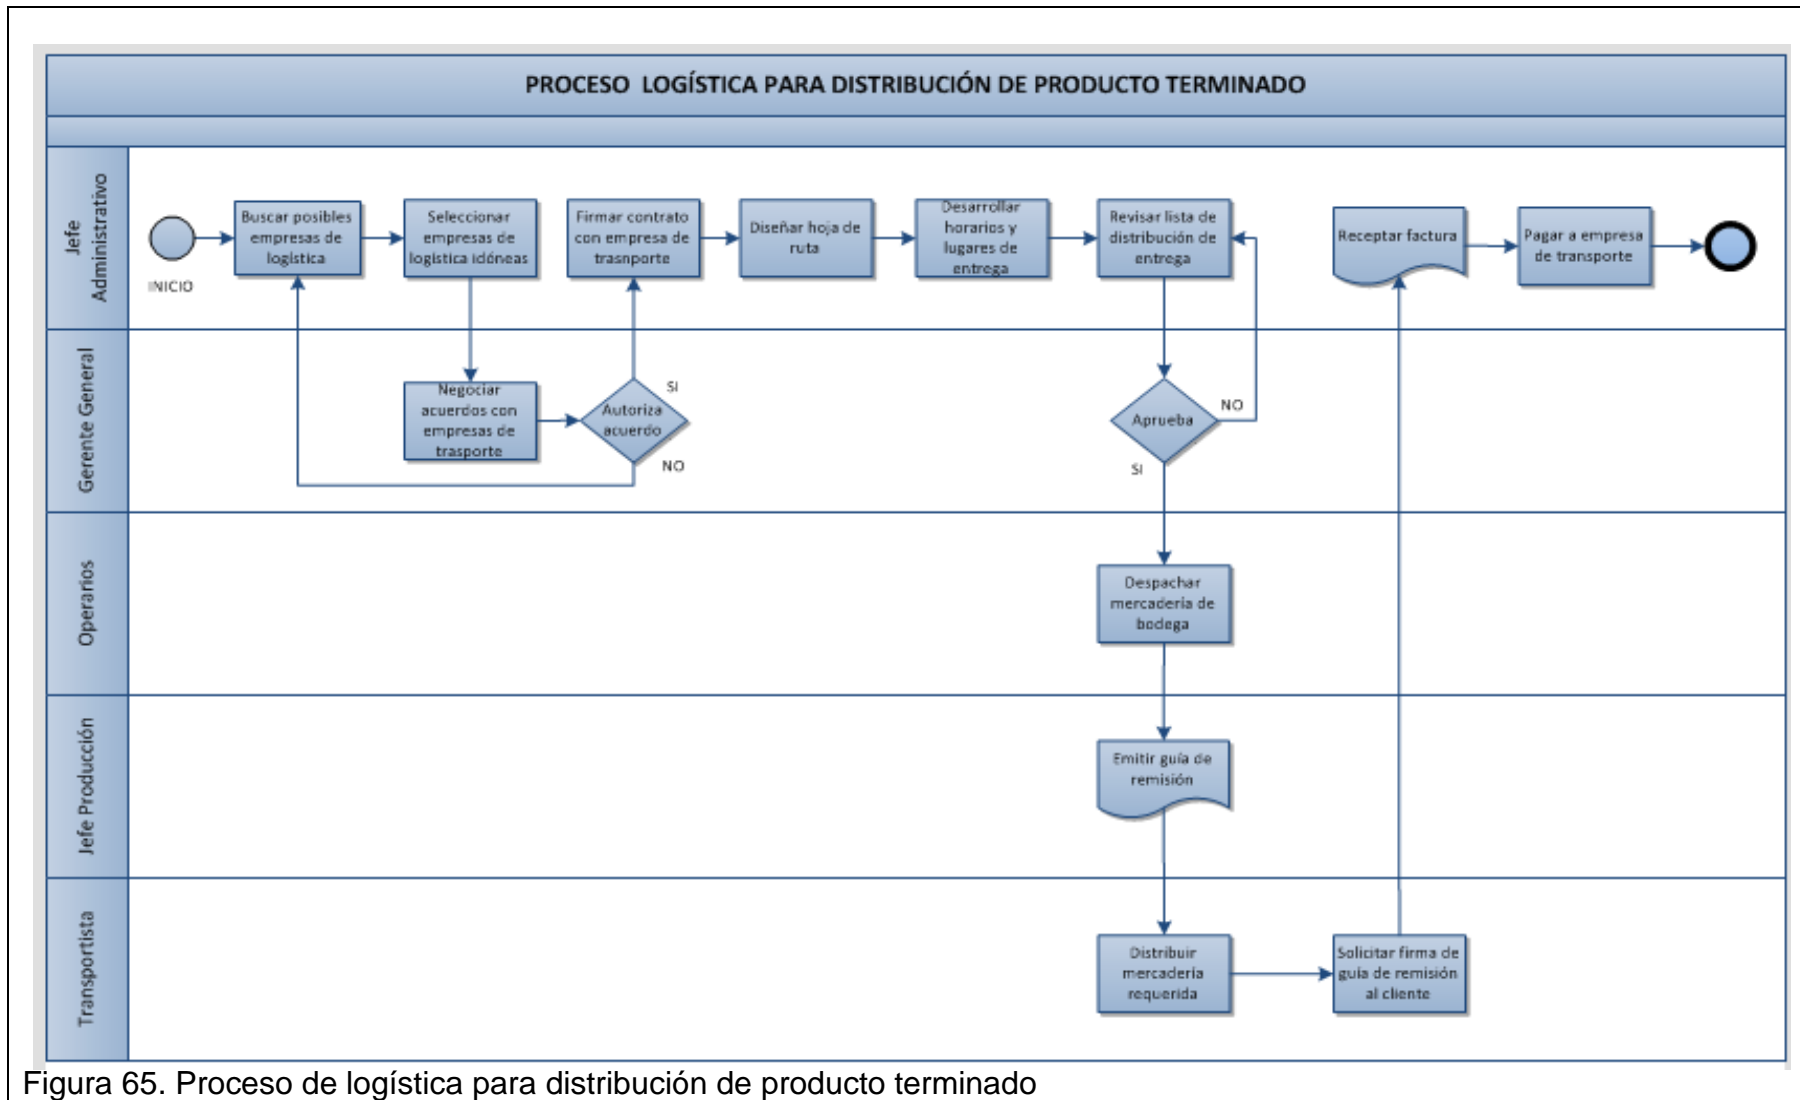 PROCESO LOGÍSTICA PARA DISTRIBUCIÓN DE PRODUCTO TERMINADO
Jefe
Administrativo
INICIO
Buscar posibles
empresas de
logística
Seleccionar
empresas de
logística idóneas
Firmar contrato
con empresa de
trasnporte
Diseñar hoja de
ruta
Desarrollar
horarios y
lugares de
entrega
Revisar lista de
distribución de
entrega
Receptar factura
Pagar a empresa
de transporte
Gerente General
Negociar
acuerdos con
empresas de
trasporte
Autoriza
acuerdo
SI
NO
Aprueba
NO
SI
Operarios
Despachar
mercadería de
bodega
Jefe Producción
Emitir guía de
remisión
Transportista
Distribuir
mercadería
requerida
Solicitar firma de
guía de remisión
al cliente
Figura 65. Proceso de logística para distribución de producto terminado